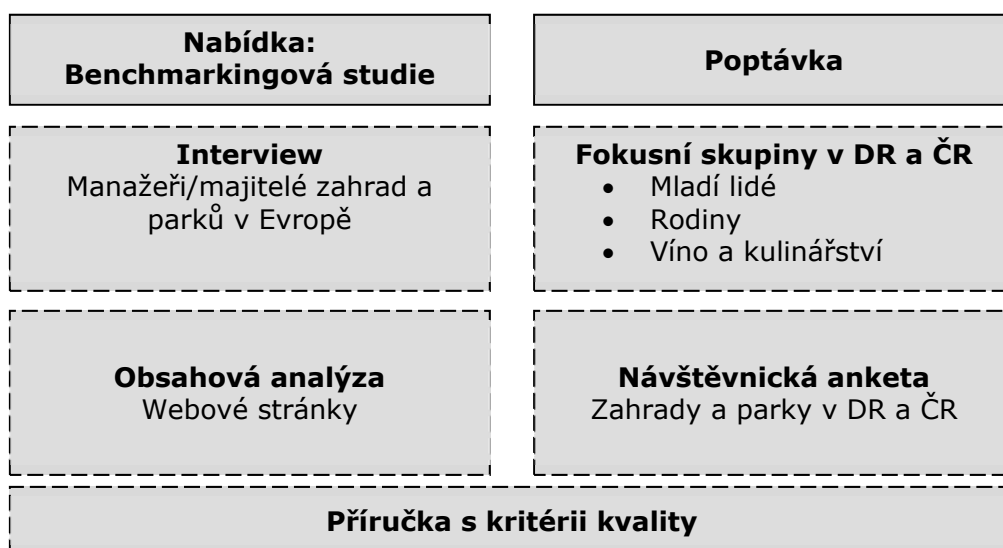 Nabídka:
Benchmarkingová studie
Poptávka
Interview
Manažeři/majitelé zahrad a
parků v Evropě
Fokusní skupiny v DR a ČR
• Mladí lidé
• Rodiny
• Víno a kulinářství
Obsahová analýza
Webové stránky
Návštěvnická anketa
Zahrady a parky v DR a ČR
Příručka s kritérii kvality